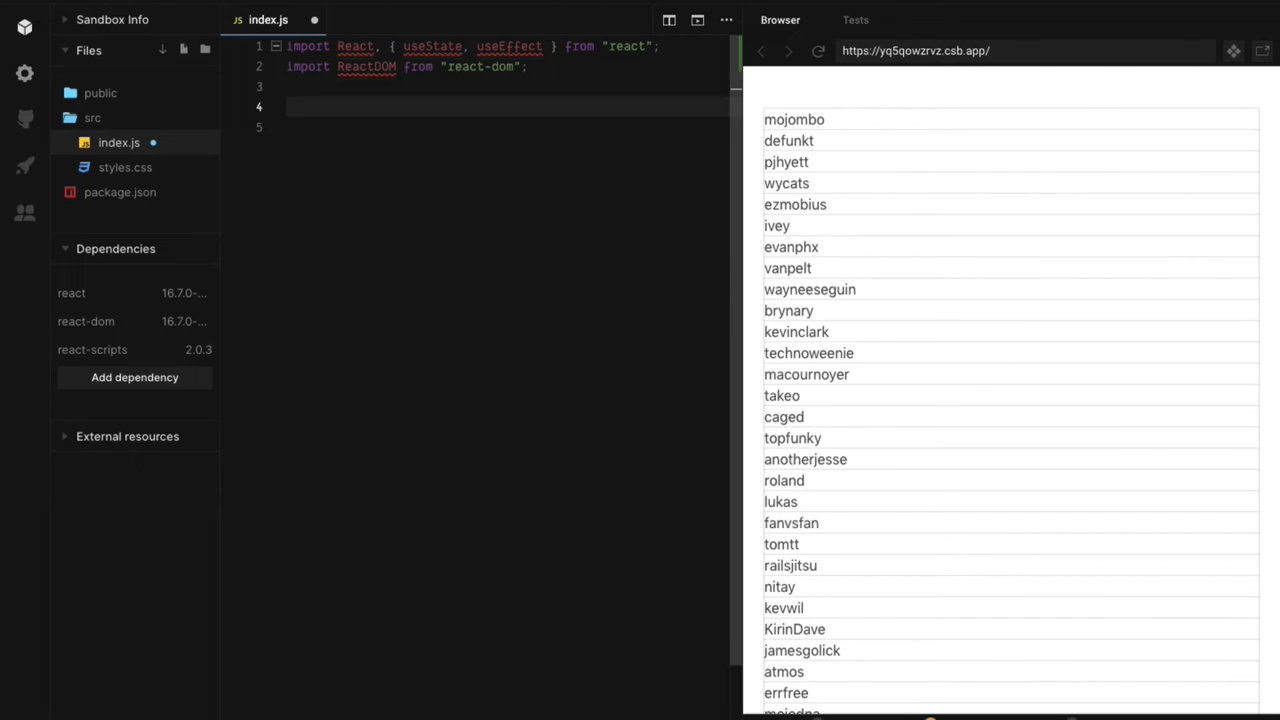 Sandbox Info
Files
public
src
index.js
styles.css
package.json
Dependencies
react 16.7.0-...
react-dom 16.7.0-...
react-scripts 2.0.3
Add dependency
External resources
JS index.js
1 import React, { useState, useEffect } from "react";
2 import ReactDOM from "react-dom";
3
4
5
Browser Tests
https://yq5qowzrvz.csb.app/
mojombo
defunkt
pjhyett
wycats
ezmobius
ivey
evanphx
vanpelt
wayneeseguin
brynary
kevinclark
technoweenie
macournoyer
takeo
caged
topfunky
anotherjesse
roland
lukas
fanvsfan
tomtt
railsjitsu
nitay
kevwil
KirinDave
jamesgolick
atmos
errfree